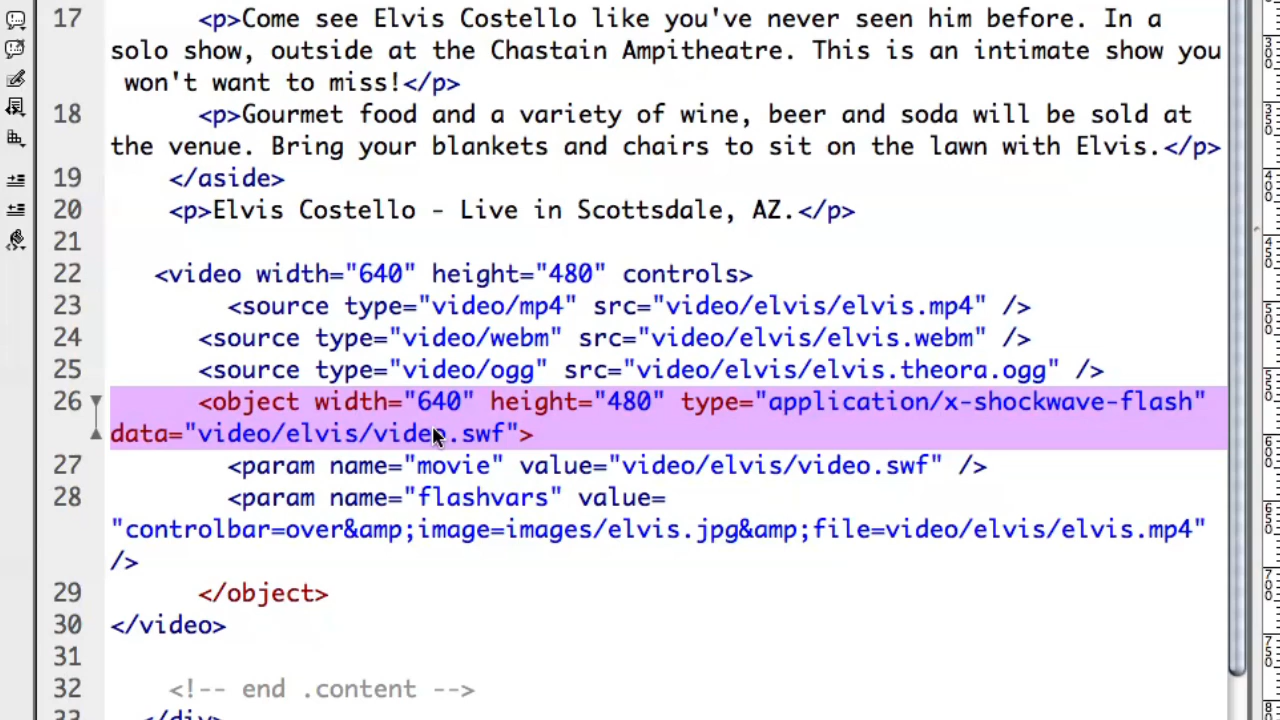 17 <p>Come see Elvis Costello like you've never seen him before. In a
solo show, outside at the Chastain Ampitheatre. This is an intimate show you
won't want to miss!</p>
18 <p>Gourmet food and a variety of wine, beer and soda will be sold at
the venue. Bring your blankets and chairs to sit on the lawn with Elvis.</p>
19 </aside>
20 <p>Elvis Costello - Live in Scottsdale, AZ.</p>
21
22 <video width="640" height="480" controls>
23 <source type="video/mp4" src="video/elvis/elvis.mp4" />
24 <source type="video/webm" src="video/elvis/elvis.webm" />
25 <source type="video/ogg" src="video/elvis/elvis.theora.ogg" />
26 <object width="640" height="480" type="application/x-shockwave-flash"
data="video/elvis/video.swf">
27 <param name="movie" value="video/elvis/video.swf" />
28 <param name="flashvars" value=
"controlbar=over&amp;image=images/elvis.jpg&amp;file=video/elvis/elvis.mp4"
/>
29 </object>
30 </video>
31
32 <!-- end .content -->
33 </div>